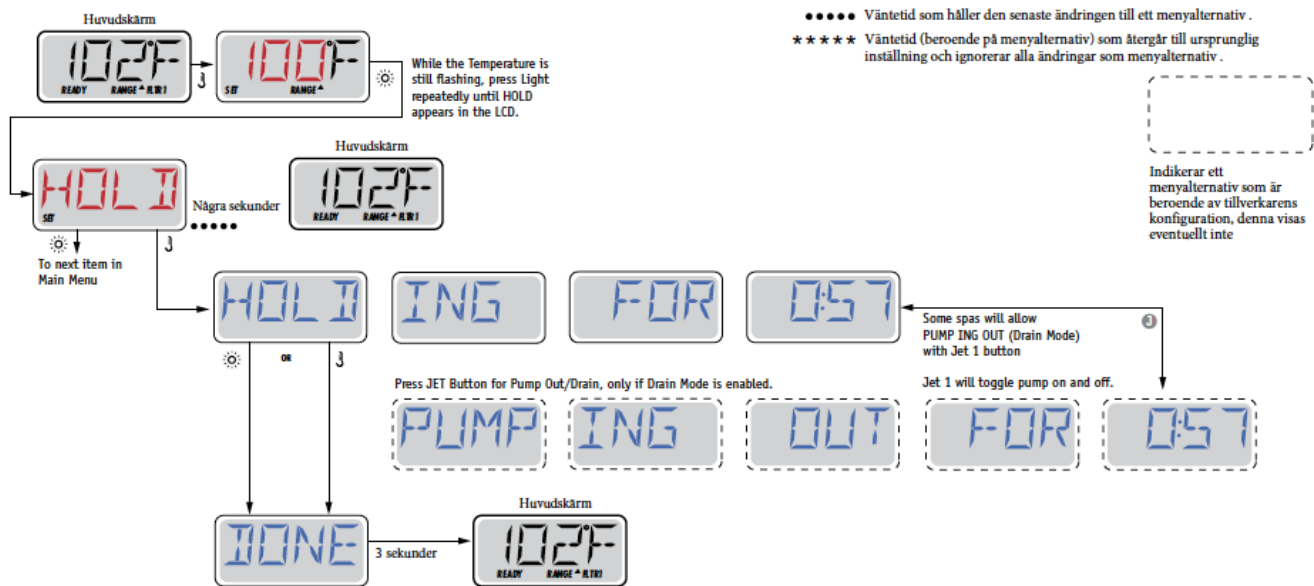 Huvudskärm
102°F
READY RANGE FLTR1
100°F
SET RANGE
While the Temperature is
still flashing, press Light
repeatedly until HOLD
appears in the LCD.
••••• Väntetid som håller den senaste ändringen till ett menyalternativ .
***** Väntetid (beroende på menyalternativ) som återgår till ursprunglig
inställning och ignorerar alla ändringar som menyalternativ .
Indikerar ett
menyalternativ som är
beroende av tillverkarens
konfiguration, denna visas
eventuellt inte
HOLD
SET
Några sekunder
•••••
Huvudskärm
102°F
READY RANGE FLTR1
To next item in
Main Menu
HOLD
ING
FOR
0:57
Some spas will allow
PUMP ING OUT (Drain Mode)
with Jet 1 button
OR
Press JET Button for Pump Out/Drain, only if Drain Mode is enabled.
Jet 1 will toggle pump on and off.
PUMP
ING
OUT
FOR
0:57
DONE
3 sekunder
Huvudskärm
102°F
READY RANGE FLTR1